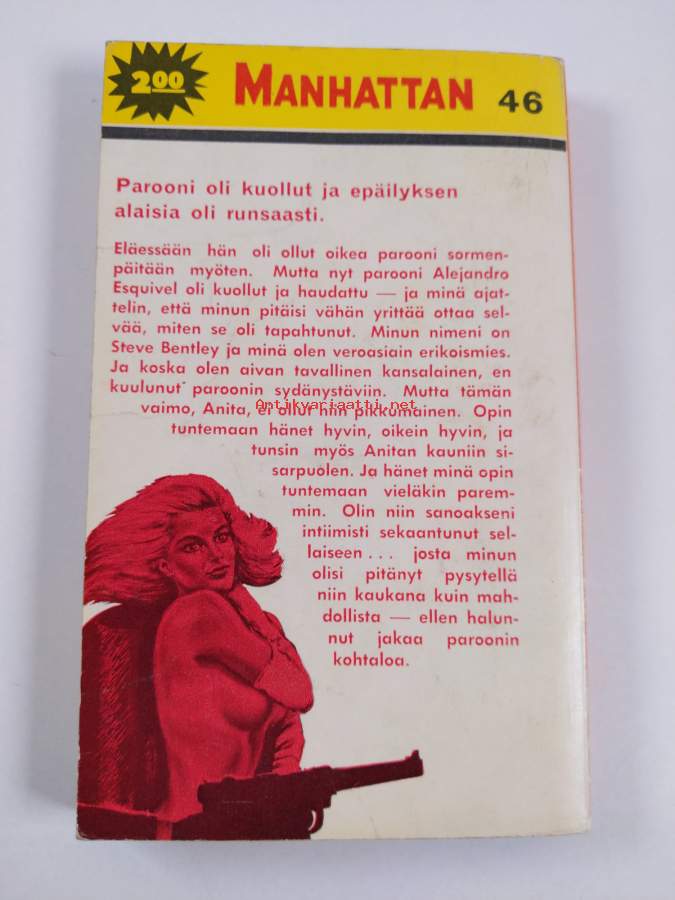 2⁰⁰ MANHATTAN 46
Parooni oli kuollut ja epäilyksen
alaisia oli runsaasti.
Eläessään hän oli ollut oikea parooni sormen-
päitään myöten. Mutta nyt parooni Alejandro
Esquivel oli kuollut ja haudattu — ja minä ajat-
telin, että minun pitäisi vähän yrittää ottaa sel-
vää, miten se oli tapahtunut. Minun nimeni on
Steve Bentley ja minä olen veroasiain erikoismies.
Ja koska olen aivan tavallinen kansalainen, en
kuulunut paroonin sydänystäviin. Mutta tämän
Antikvariaatti.net
vaimo, Anita, ei ollut niin pikkumainen. Opin
tuntemaan hänet hyvin, oikein hyvin, ja
tunsin myös Anitan kauniin si-
sarpuolen. Ja hänet minä opin
tuntemaan vieläkin parem-
min. Olin niin sanoakseni
intiimisti sekaantunut sel-
laiseen... josta minun
olisi pitänyt pysytellä
niin kaukana kuin mah-
dollista — ellen halun-
nut jakaa paroonin
kohtaloa.